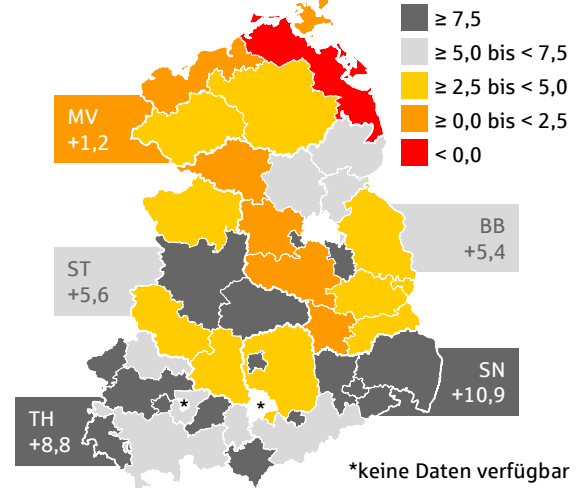 ≥ 7,5
≥ 5,0 bis < 7,5
≥ 2,5 bis < 5,0
≥ 0,0 bis < 2,5
< 0,0
MV
+1,2
BB
+5,4
ST
+5,6
SN
+10,9
TH
+8,8
*
*
*keine Daten verfügbar